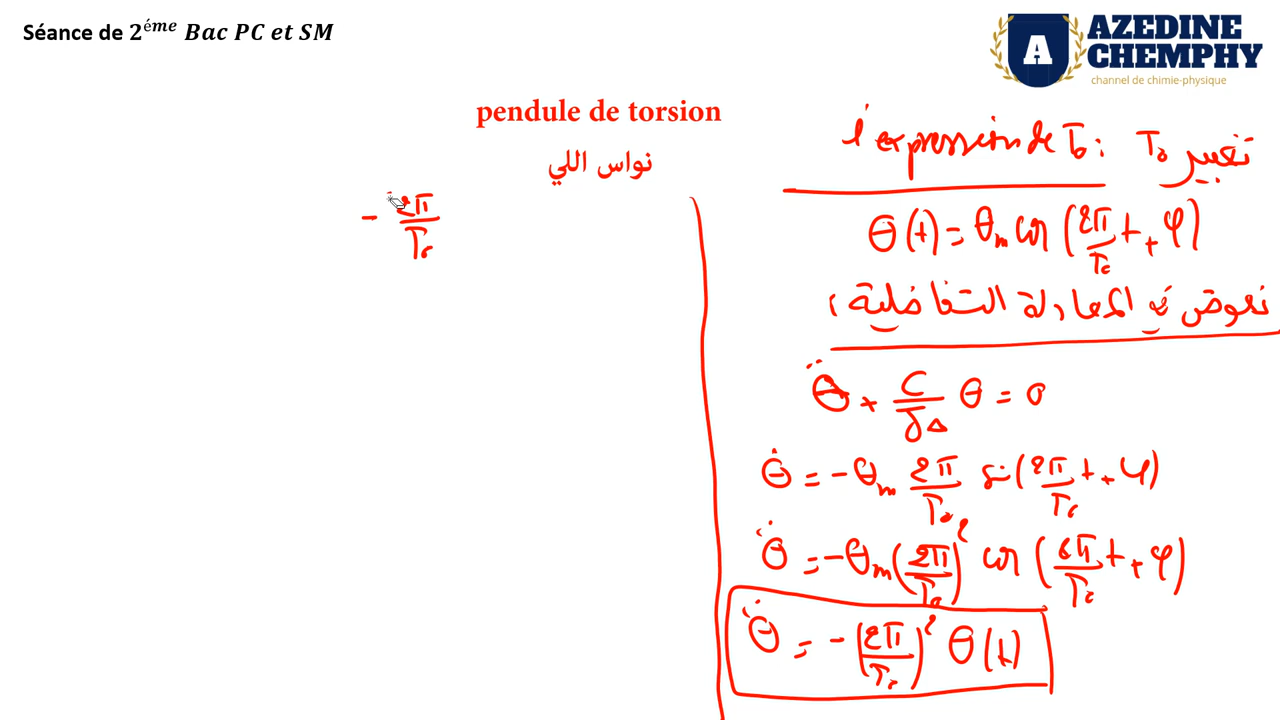 Séance de 2éme Bac PC et SM
AZEDINE
CHEMPHY
A
channel de chimie-physique
pendule de torsion
نواس اللي
- 2π/T₀
l'expression de T₀ : تعبير T₀
θ(t) = θm cos(2π/T₀ t + φ)
نعوض في المعادلة التفاضلية :
θ̈ + C/J∆ θ = 0
θ̇ = -θm 2π/T₀ sin(2π/T₀ t + φ)
θ̈ = -θm (2π/T₀)² cos(2π/T₀ t + φ)
θ̈ = -(2π/T₀)² θ(t)